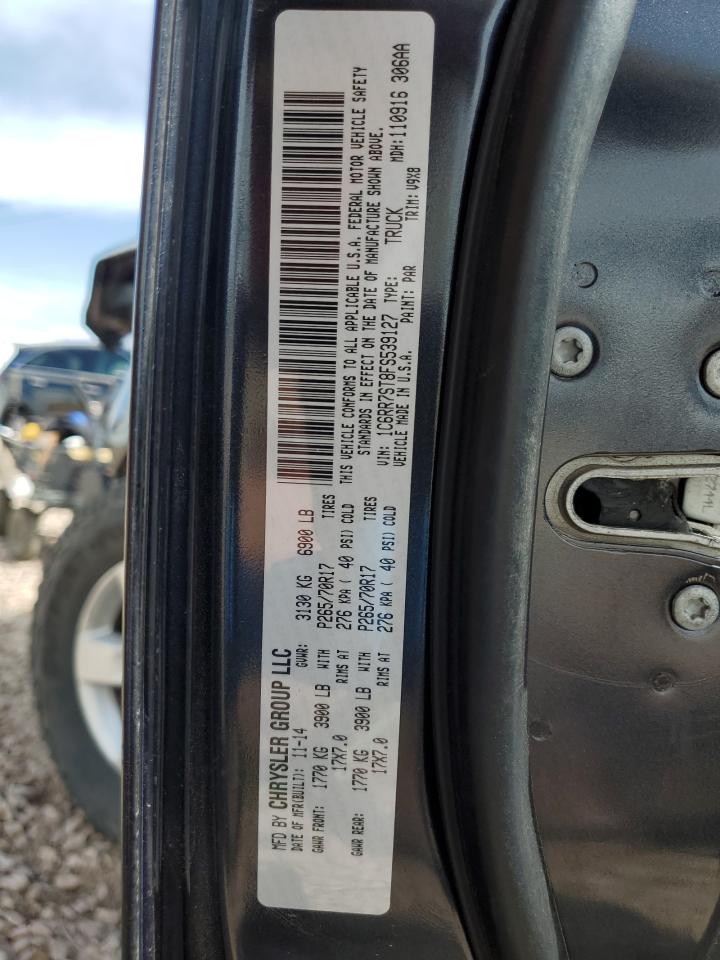 MFD BY CHRYSLER GROUP LLC
DATE OF MFR(BUILT): 11-14 GVWR: 3130 KG 6900 LB
GAWR FRONT: 1770 KG 3900 LB WITH P265/70R17 TIRES
17X7.0 RIMS AT 276 KPA ( 40 PSI) COLD
GAWR REAR: 1770 KG 3900 LB WITH P265/70R17 TIRES
17X7.0 RIMS AT 276 KPA ( 40 PSI) COLD
THIS VEHICLE CONFORMS TO ALL APPLICABLE U.S.A. FEDERAL MOTOR VEHICLE SAFETY
STANDARDS IN EFFECT ON THE DATE OF MANUFACTURE SHOWN ABOVE.
VIN: 1C6RR7ST8FS539127 TYPE: TRUCK MDH: 110916 306AA
VEHICLE MADE IN U.S.A. PAINT: PAR TRIM: V9X8